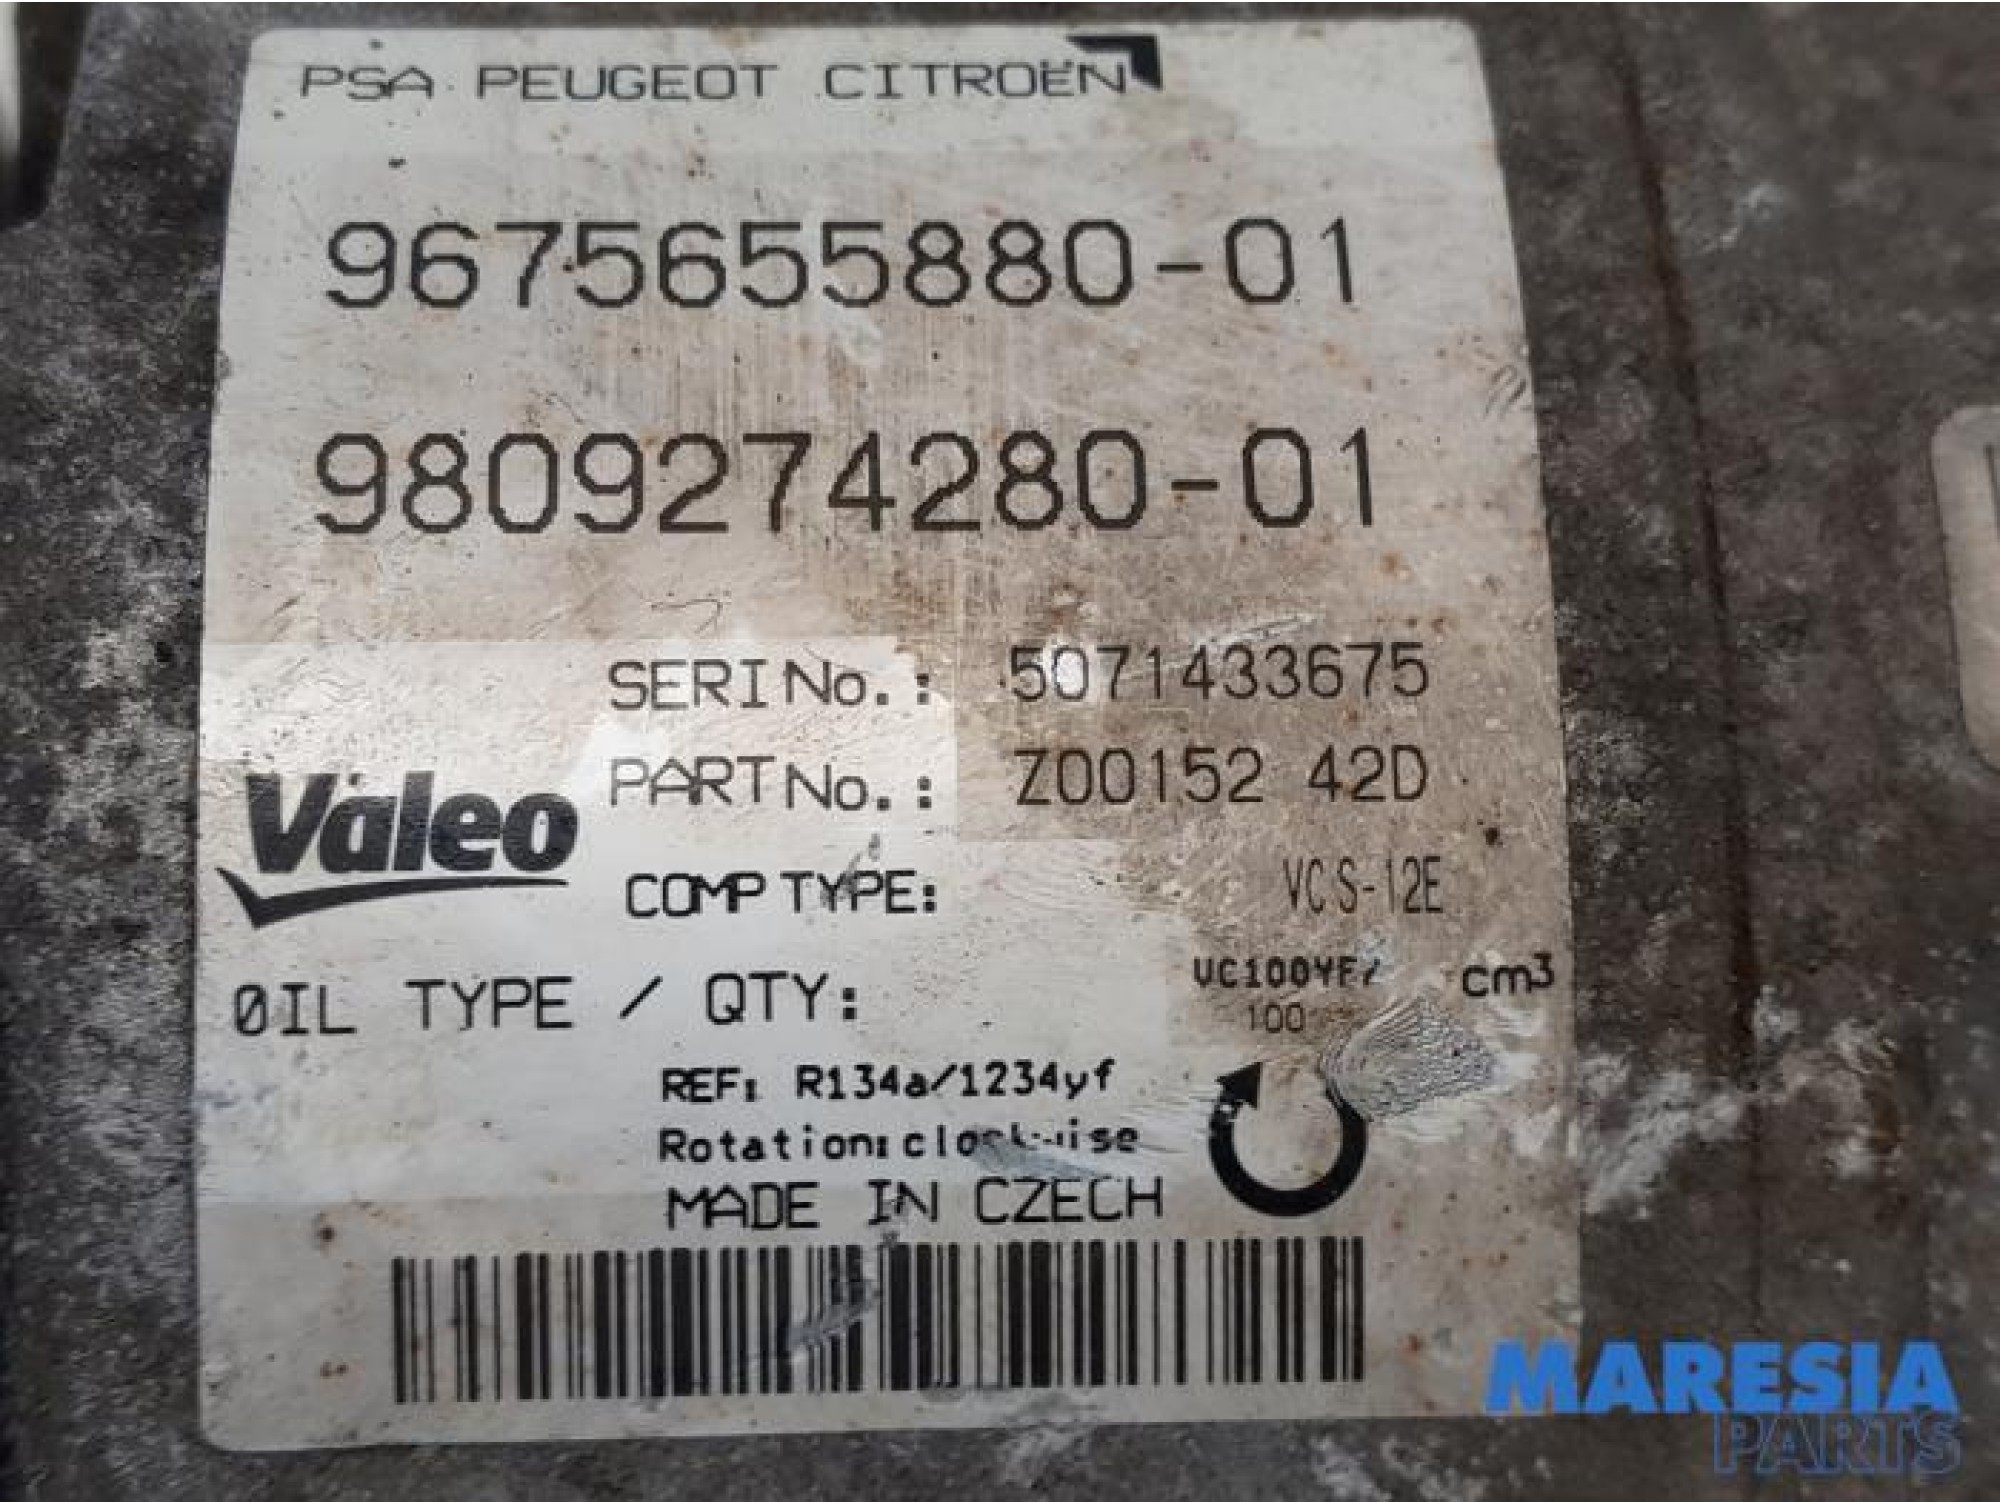 PSA PEUGEOT CITROËN
9675655880-01
9809274280-01
SERI No.: 5071433675
PART No.: Z00152 42D
Valeo
COMP TYPE: VCS-12E
OIL TYPE / QTY: VC100YF/ cm3
100
REF: R134a/1234yf
Rotation: clockwise
MADE IN CZECH
MARESIA
PARTS